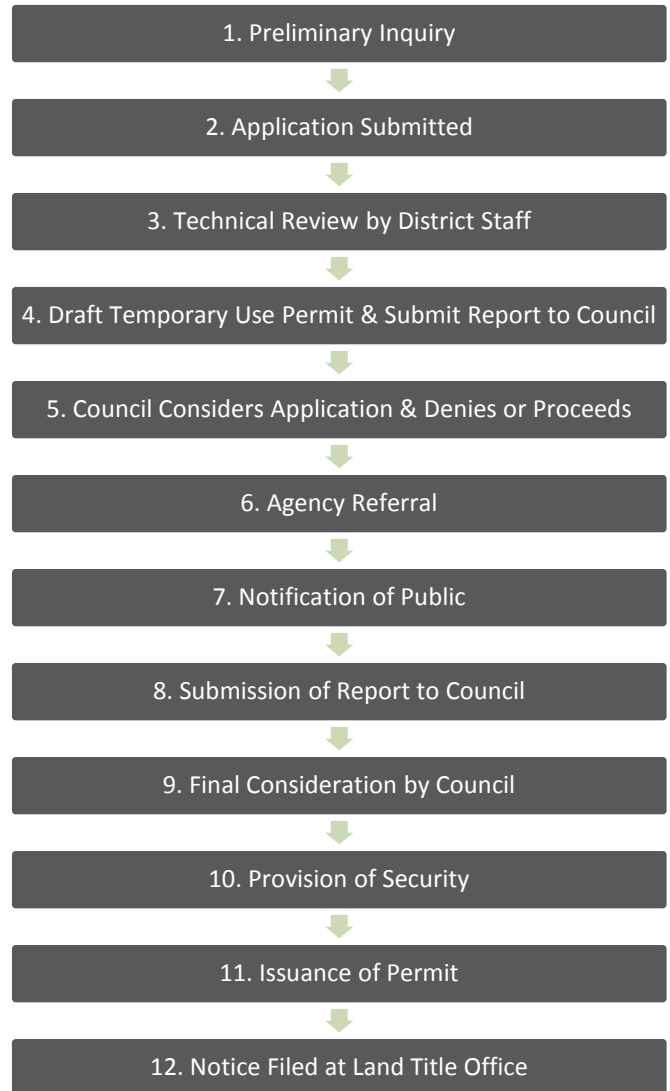 1. Preliminary Inquiry
2. Application Submitted
3. Technical Review by District Staff
4. Draft Temporary Use Permit & Submit Report to Council
5. Council Considers Application & Denies or Proceeds
6. Agency Referral
7. Notification of Public
8. Submission of Report to Council
9. Final Consideration by Council
10. Provision of Security
11. Issuance of Permit
12. Notice Filed at Land Title Office